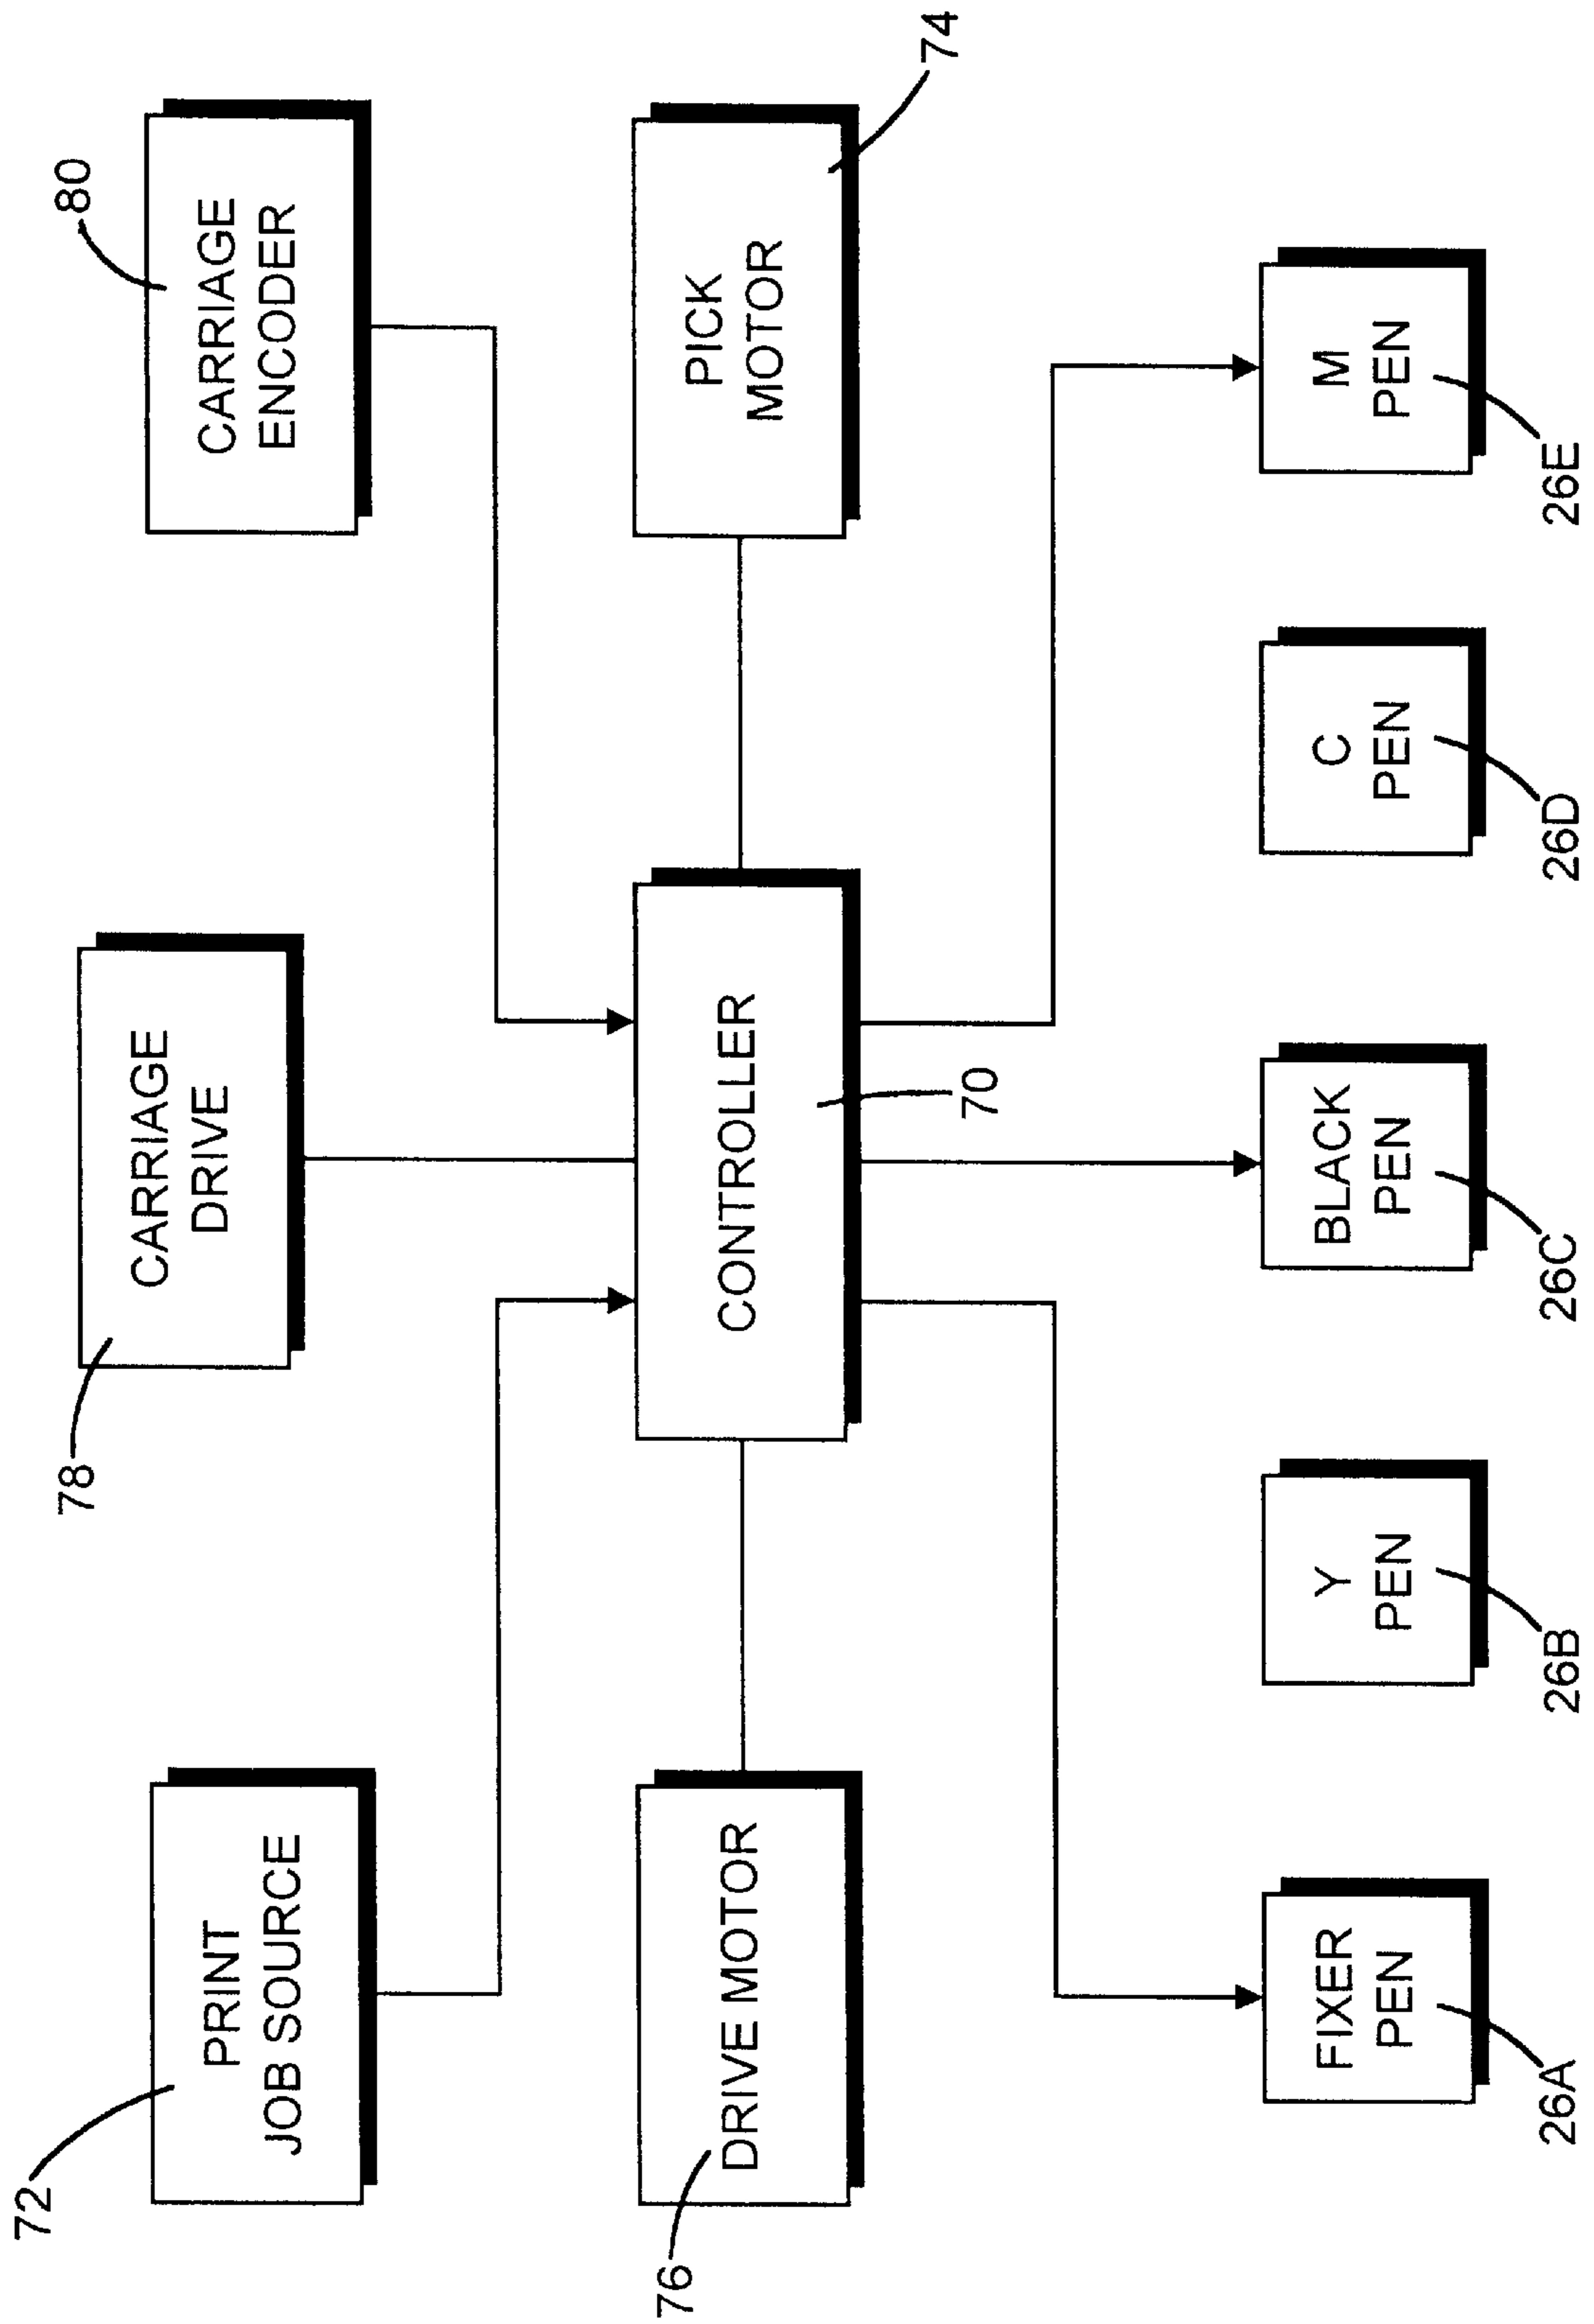 72
PRINT
JOB SOURCE
78
CARRIAGE
DRIVE
80
CARRIAGE
ENCODER
76
DRIVE MOTOR
CONTROLLER
70
PICK
MOTOR
74
FIXER
PEN
26A
Y
PEN
26B
BLACK
PEN
26C
C
PEN
26D
M
PEN
26E